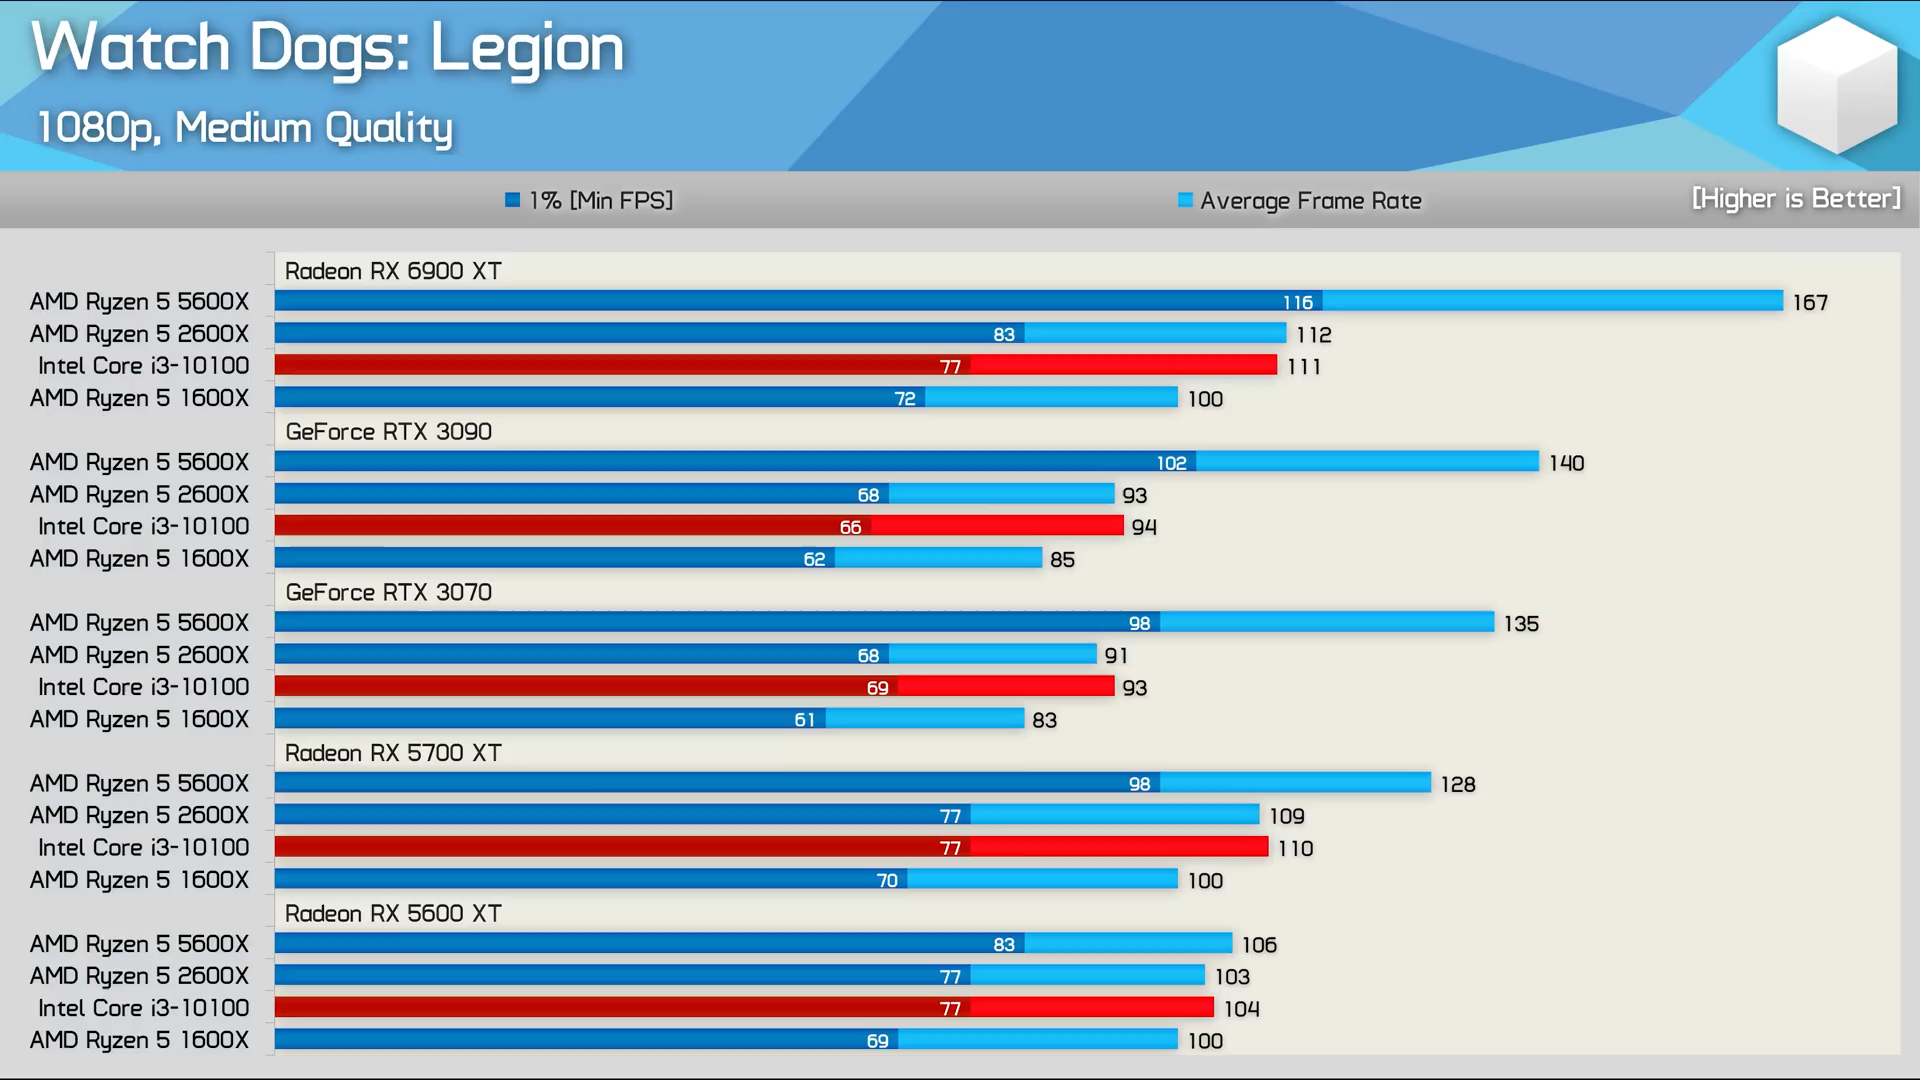 Watch Dogs: Legion
1080p, Medium Quality
1% [Min FPS]
Average Frame Rate
[Higher is Better]
Radeon RX 6900 XT
AMD Ryzen 5 5600X 116 167
AMD Ryzen 5 2600X 83 112
Intel Core i3-10100 77 111
AMD Ryzen 5 1600X 72 100
GeForce RTX 3090
AMD Ryzen 5 5600X 102 140
AMD Ryzen 5 2600X 68 93
Intel Core i3-10100 66 94
AMD Ryzen 5 1600X 62 85
GeForce RTX 3070
AMD Ryzen 5 5600X 98 135
AMD Ryzen 5 2600X 68 91
Intel Core i3-10100 69 93
AMD Ryzen 5 1600X 61 83
Radeon RX 5700 XT
AMD Ryzen 5 5600X 98 128
AMD Ryzen 5 2600X 77 109
Intel Core i3-10100 77 110
AMD Ryzen 5 1600X 70 100
Radeon RX 5600 XT
AMD Ryzen 5 5600X 83 106
AMD Ryzen 5 2600X 77 103
Intel Core i3-10100 77 104
AMD Ryzen 5 1600X 69 100